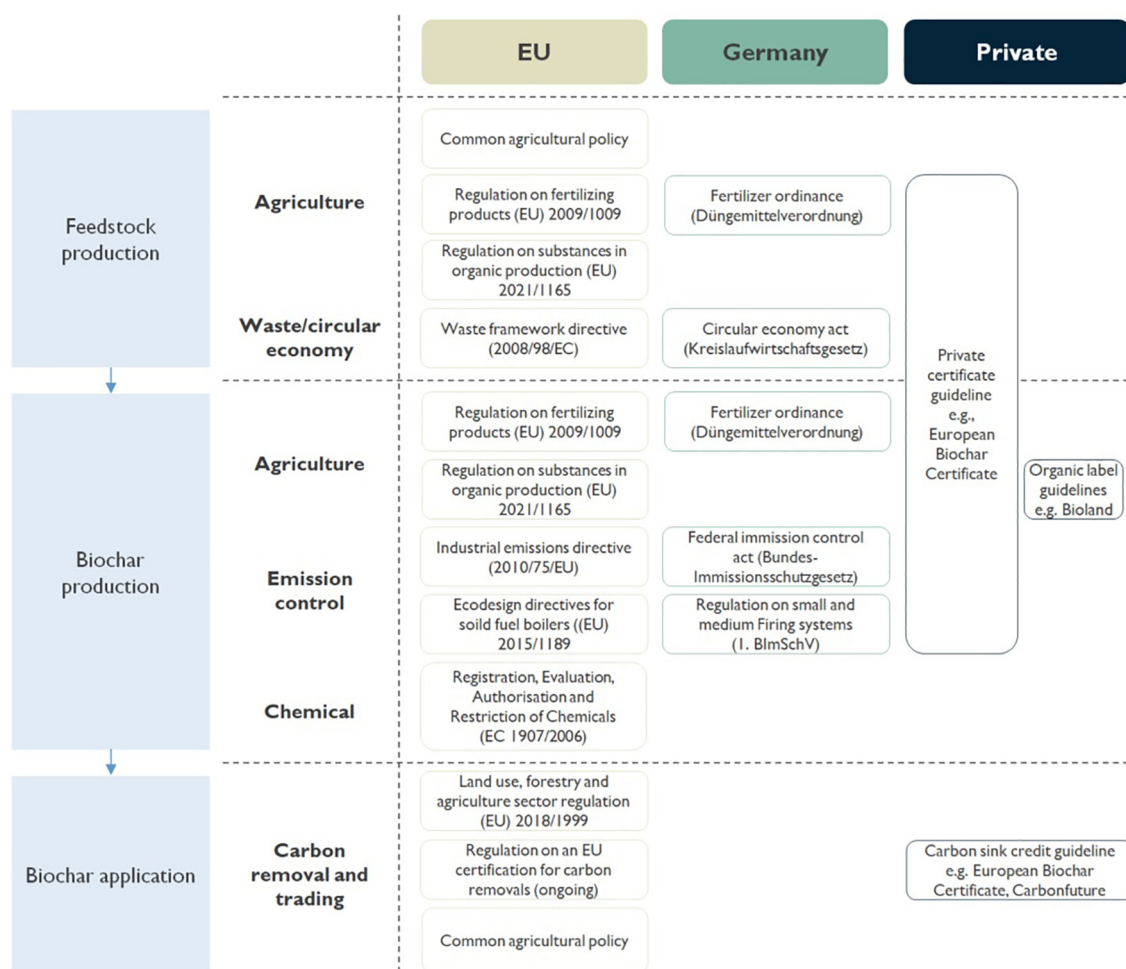 EU
Germany
Private
Feedstock
production
Agriculture
Common agricultural policy
Regulation on fertilizing
products (EU) 2009/1009
Fertilizer ordinance
(Düngemittelverordnung)
Regulation on substances in
organic production (EU)
2021/1165
Waste/circular
economy
Waste framework directive
(2008/98/EC)
Circular economy act
(Kreislaufwirtschaftsgesetz)
Private
certificate
guideline
e.g.,
European
Biochar
Certificate
Organic label
guidelines
e.g. Bioland
Biochar
production
Agriculture
Regulation on fertilizing
products (EU) 2009/1009
Fertilizer ordinance
(Düngemittelverordnung)
Regulation on substances in
organic production (EU)
2021/1165
Emission
control
Industrial emissions directive
(2010/75/EU)
Federal immission control
act (Bundes-
Immissionsschutzgesetz)
Ecodesign directives for
soild fuel boilers ((EU)
2015/1189
Regulation on small and
medium Firing systems
(1. BImSchV)
Chemical
Registration, Evaluation,
Authorisation and
Restriction of Chemicals
(EC 1907/2006)
Biochar application
Carbon
removal and
trading
Land use, forestry and
agriculture sector regulation
(EU) 2018/1999
Regulation on an EU
certification for carbon
removals (ongoing)
Common agricultural policy
Carbon sink credit guideline
e.g. European Biochar
Certificate, Carbonfuture